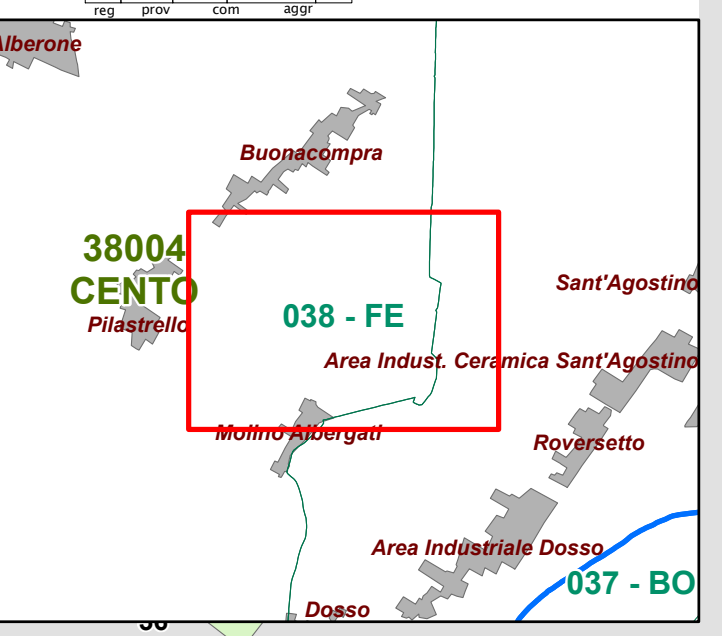 reg prov com aggr
Alberone
Buonacompra
38004
CENTO
Sant'Agostino
038 - FE
Pilastrello
Area Indust. Ceramica Sant'Agostino
Molino Albergati
Roversetto
Area Industriale Dosso
037 - BO
Dosso